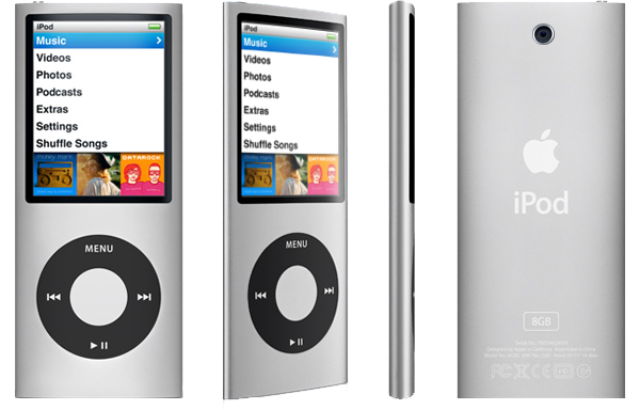 iPod
Music
Videos
Photos
Podcasts
Extras
Settings
Shuffle Songs
DATAROCK
MENU
iPod
Music
Videos
Photos
Podcasts
Extras
Settings
Shuffle Songs
MENU
iPod
8GB